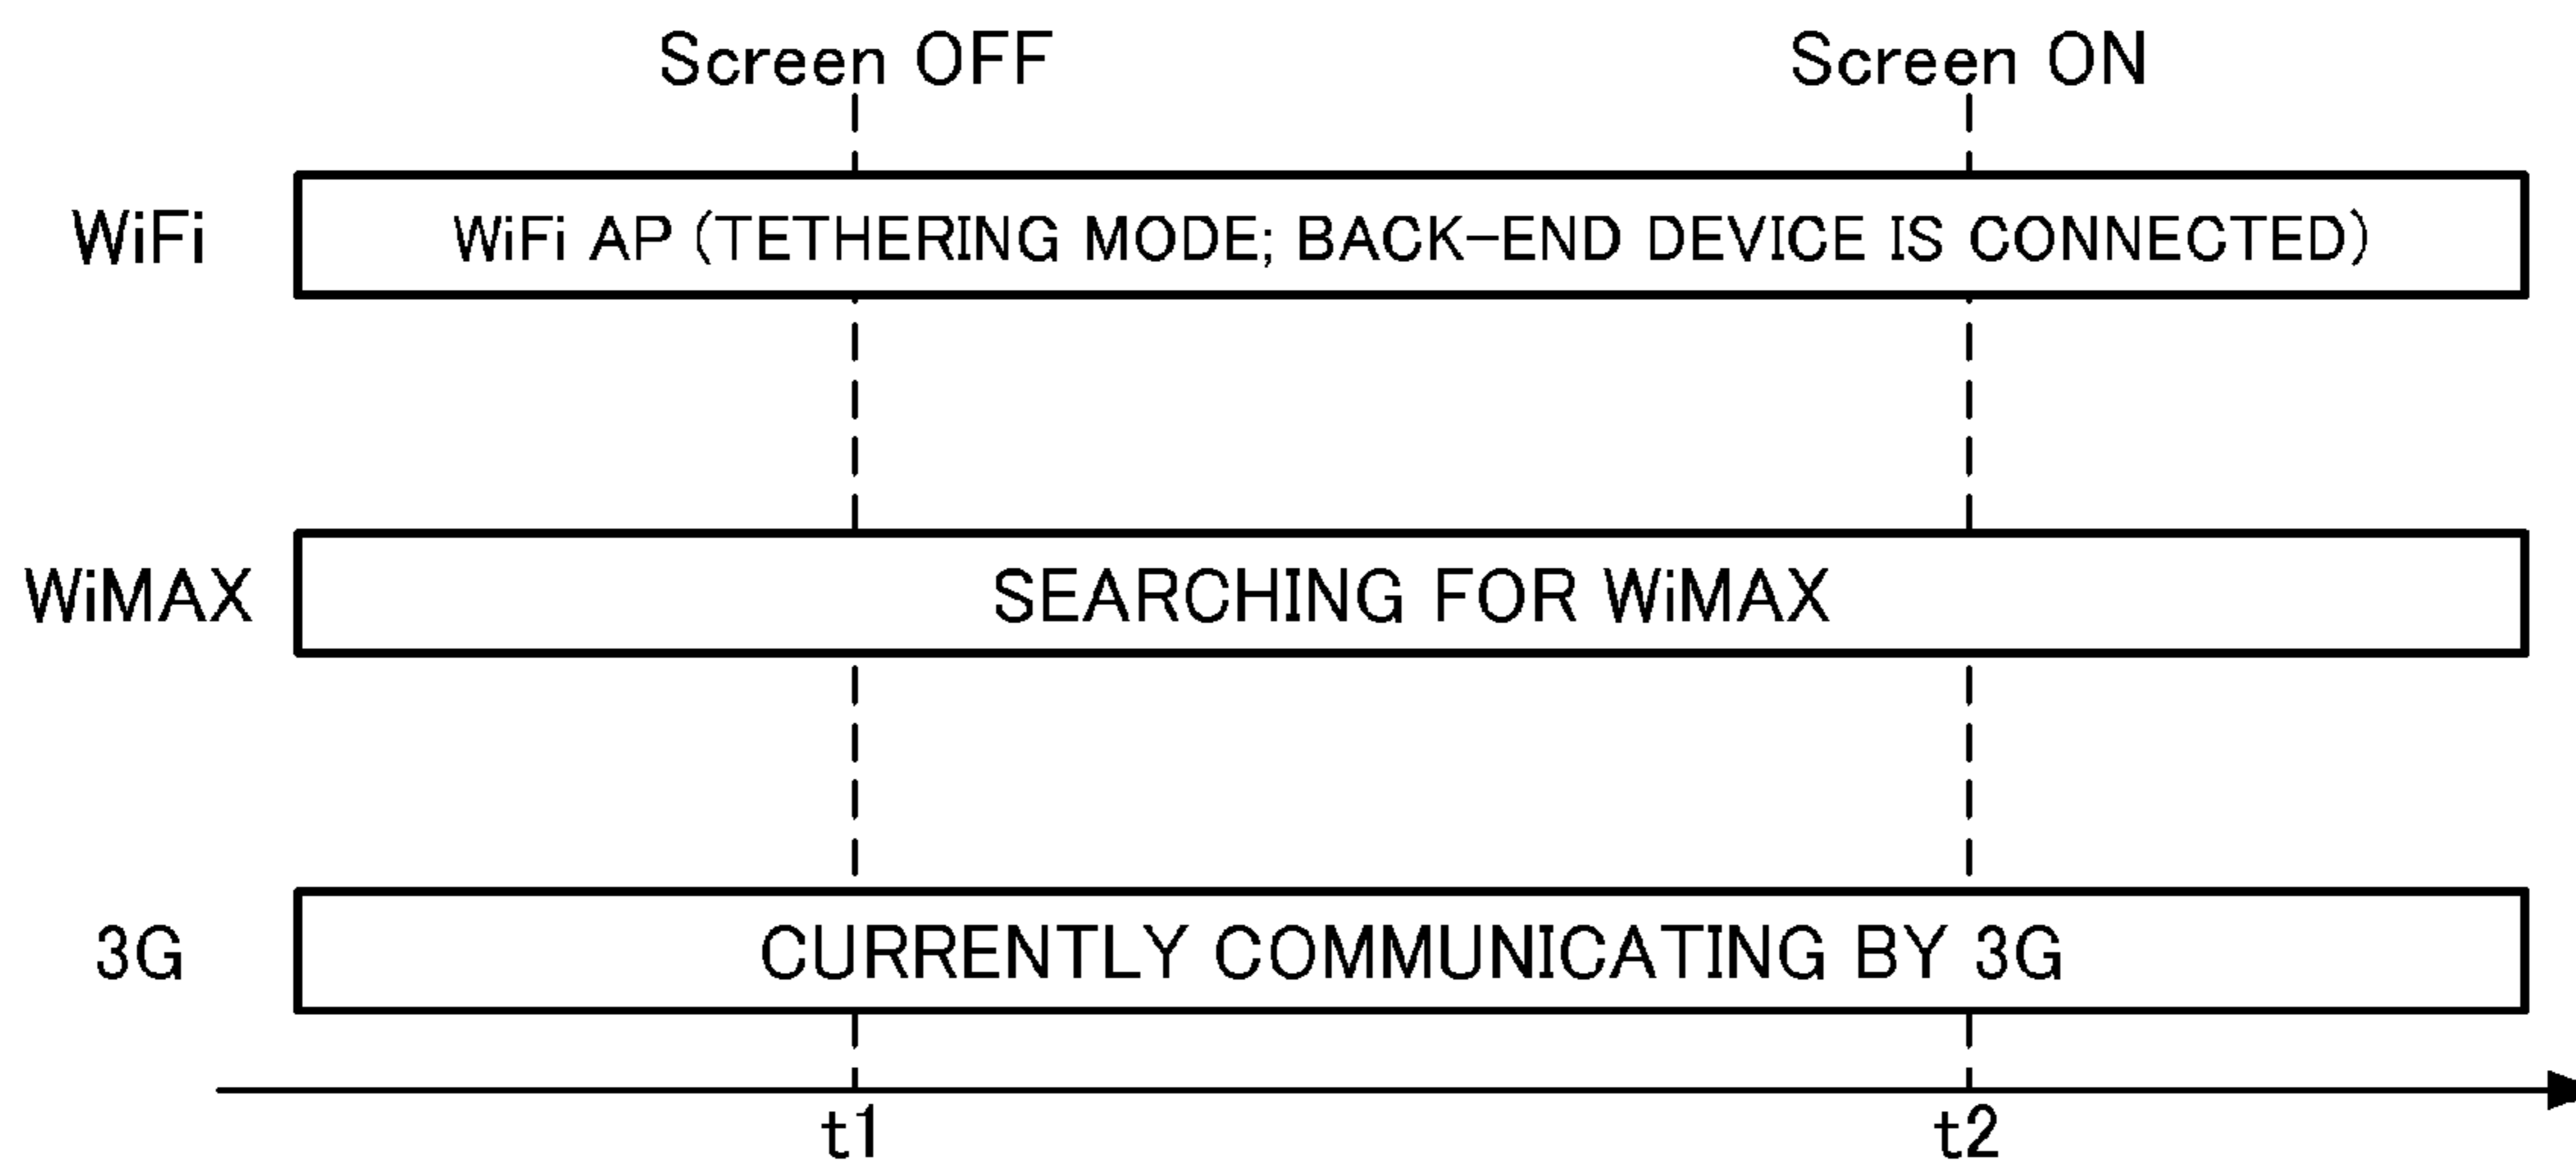 Screen OFF
Screen ON
WiFi
WiFi AP (TETHERING MODE; BACK-END DEVICE IS CONNECTED)
WiMAX
SEARCHING FOR WiMAX
3G
CURRENTLY COMMUNICATING BY 3G
t1
t2